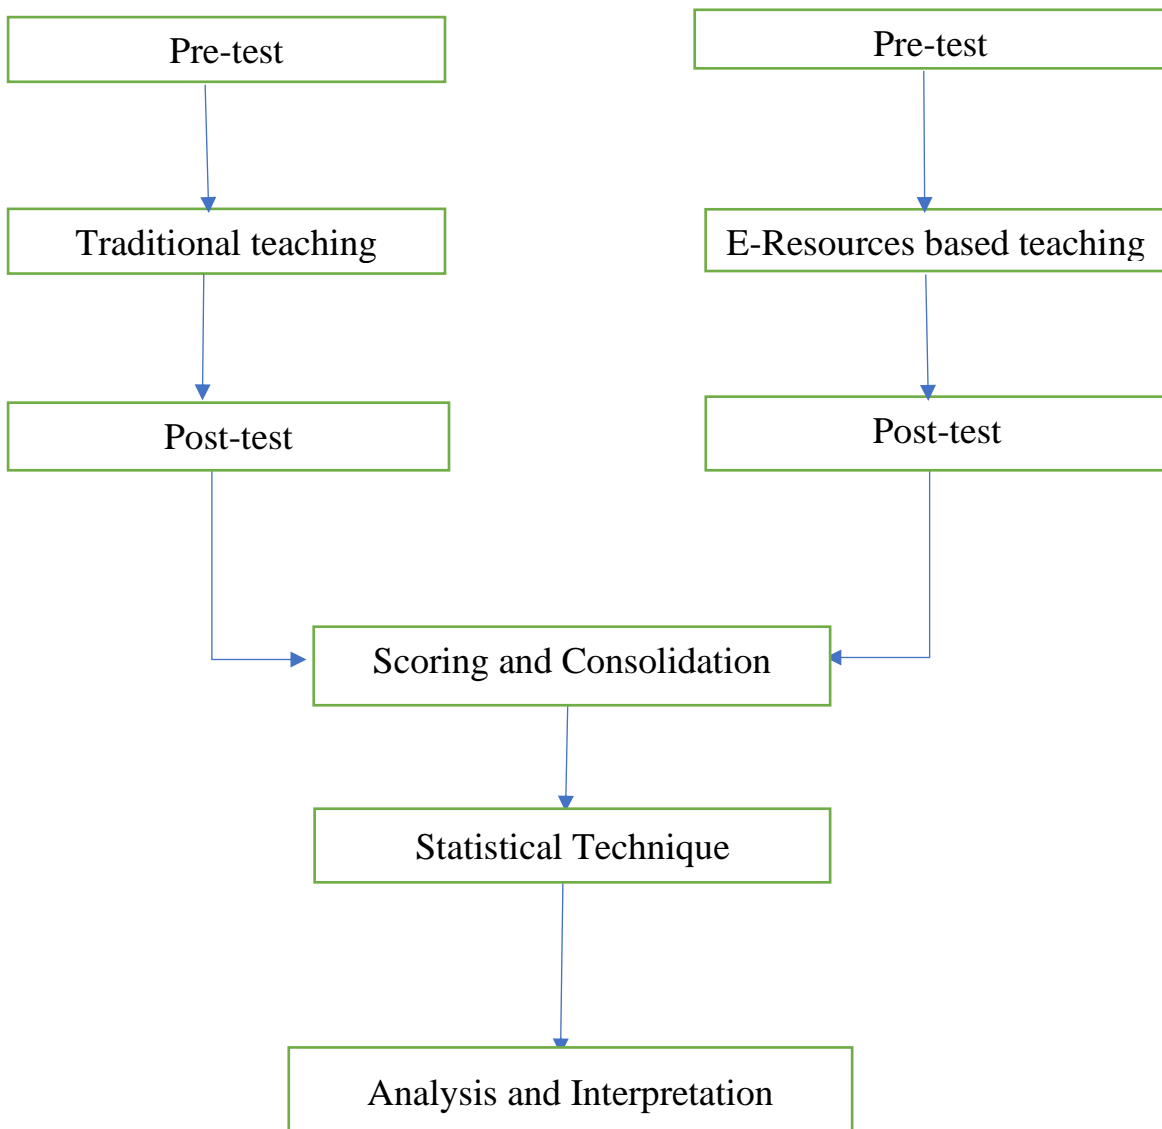 Pre-test
Pre-test
Traditional teaching
E-Resources based teaching
Post-test
Post-test
Scoring and Consolidation
Statistical Technique
Analysis and Interpretation